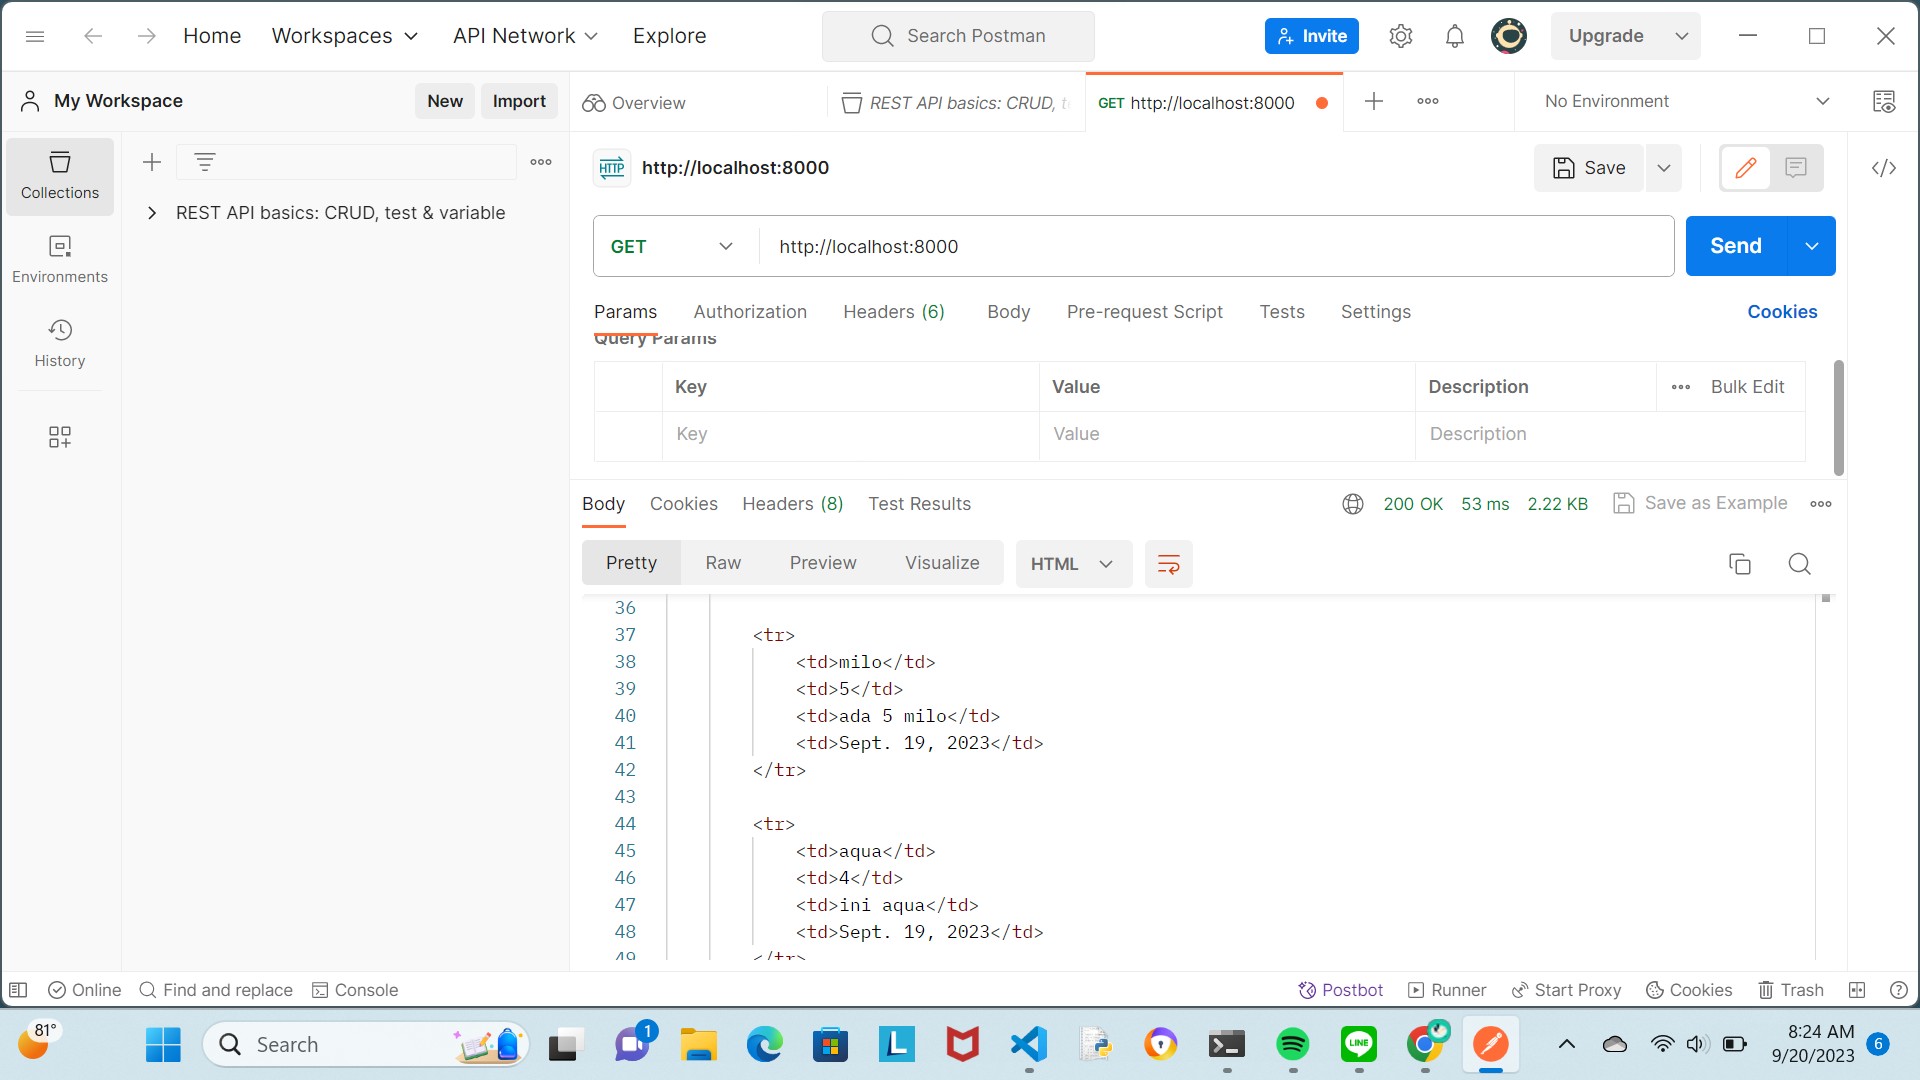 Home
Workspaces
API Network
Explore
Search Postman
Invite
Upgrade
My Workspace
New
Import
Overview
REST API basics: CRUD, t
GET http://localhost:8000
No Environment
Collections
Environments
History
REST API basics: CRUD, test & variable
HTTP
http://localhost:8000
Save
GET
http://localhost:8000
Send
Params
Authorization
Headers (6)
Body
Pre-request Script
Tests
Settings
Cookies
Query Params
Key
Value
Description
Bulk Edit
Key
Value
Description
Body
Cookies
Headers (8)
Test Results
200 OK
53 ms
2.22 KB
Save as Example
Pretty
Raw
Preview
Visualize
HTML
36
37 <tr>
38 <td>milo</td>
39 <td>5</td>
40 <td>ada 5 milo</td>
41 <td>Sept. 19, 2023</td>
42 </tr>
43
44 <tr>
45 <td>aqua</td>
46 <td>4</td>
47 <td>ini aqua</td>
48 <td>Sept. 19, 2023</td>
49 </tr>
Online
Find and replace
Console
Postbot
Runner
Start Proxy
Cookies
Trash
81°
Search
1
L
LINE
8:24 AM
9/20/2023
6